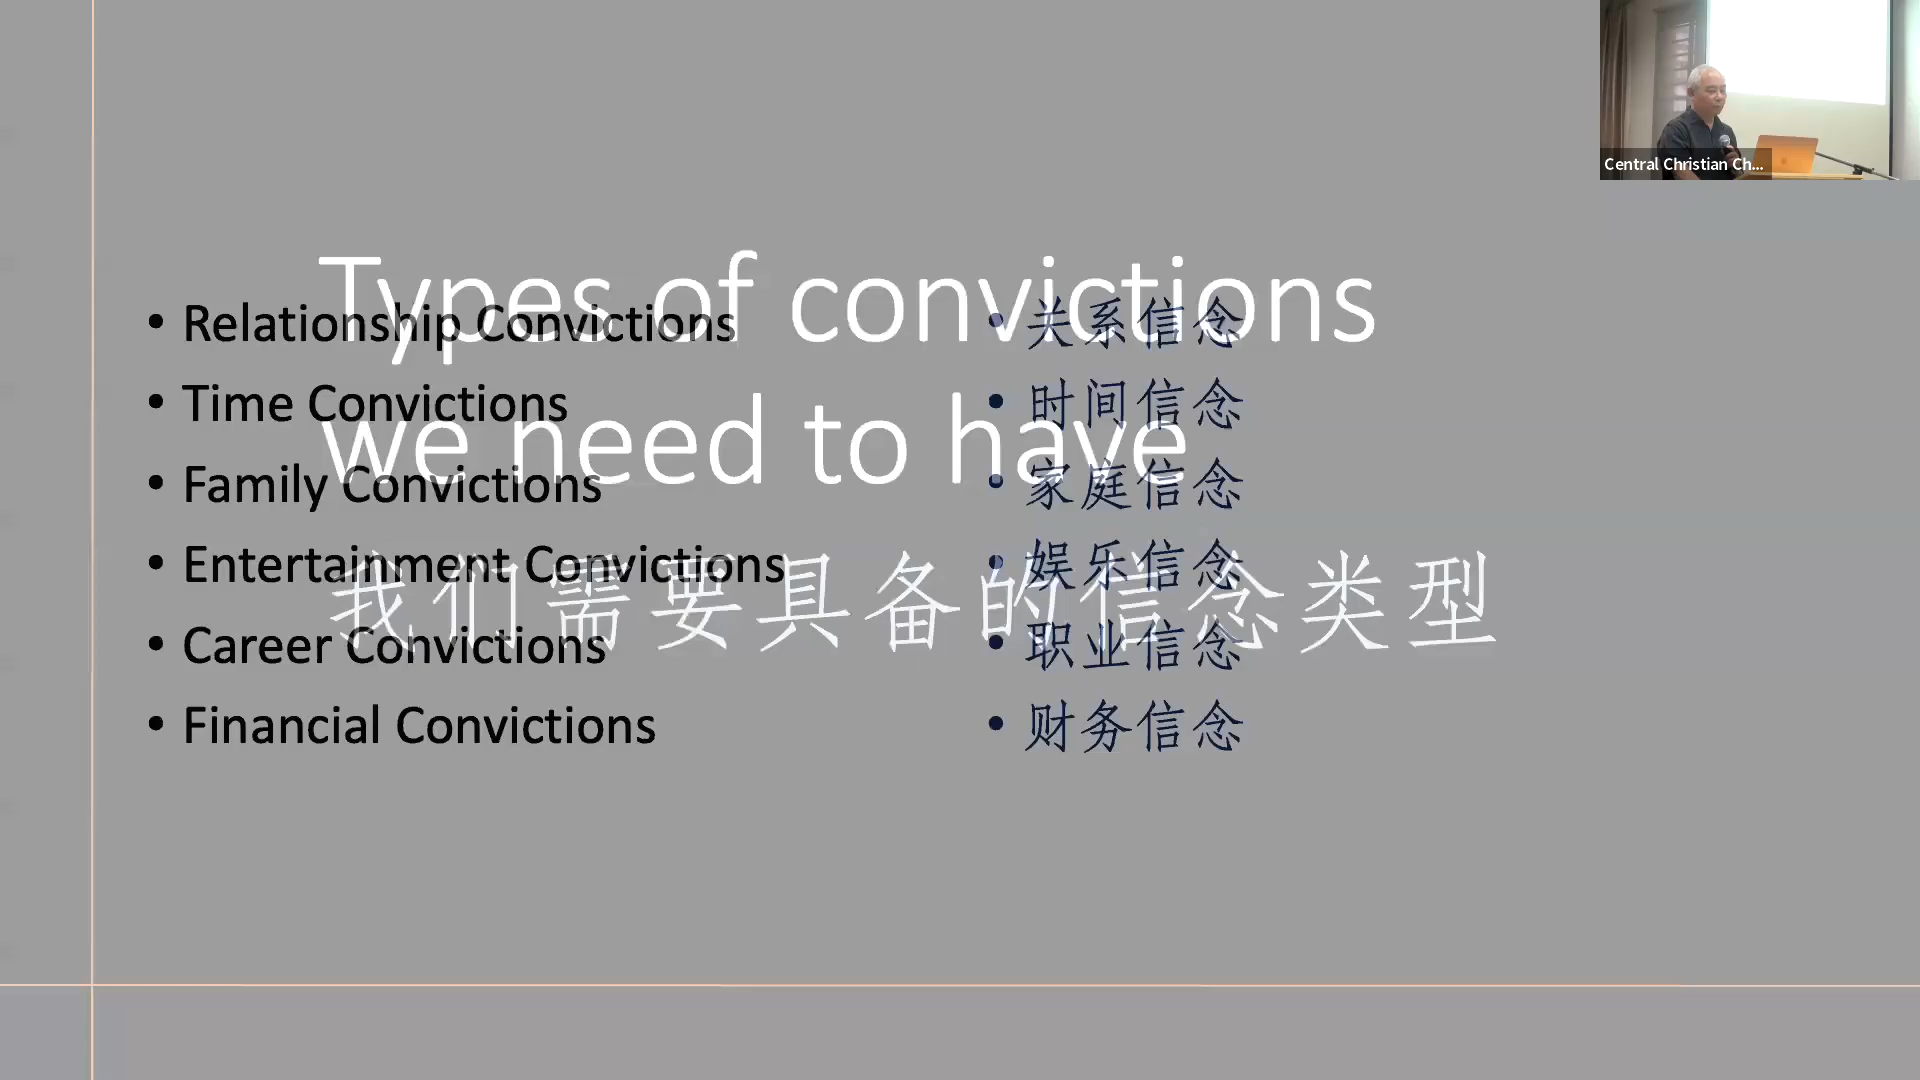 Central Christian Ch...
Types of convictions
we need to have
我们需要具备的信念类型
• Relationship Convictions
• Time Convictions
• Family Convictions
• Entertainment Convictions
• Career Convictions
• Financial Convictions
• 关系信念
• 时间信念
• 家庭信念
• 娱乐信念
• 职业信念
• 财务信念